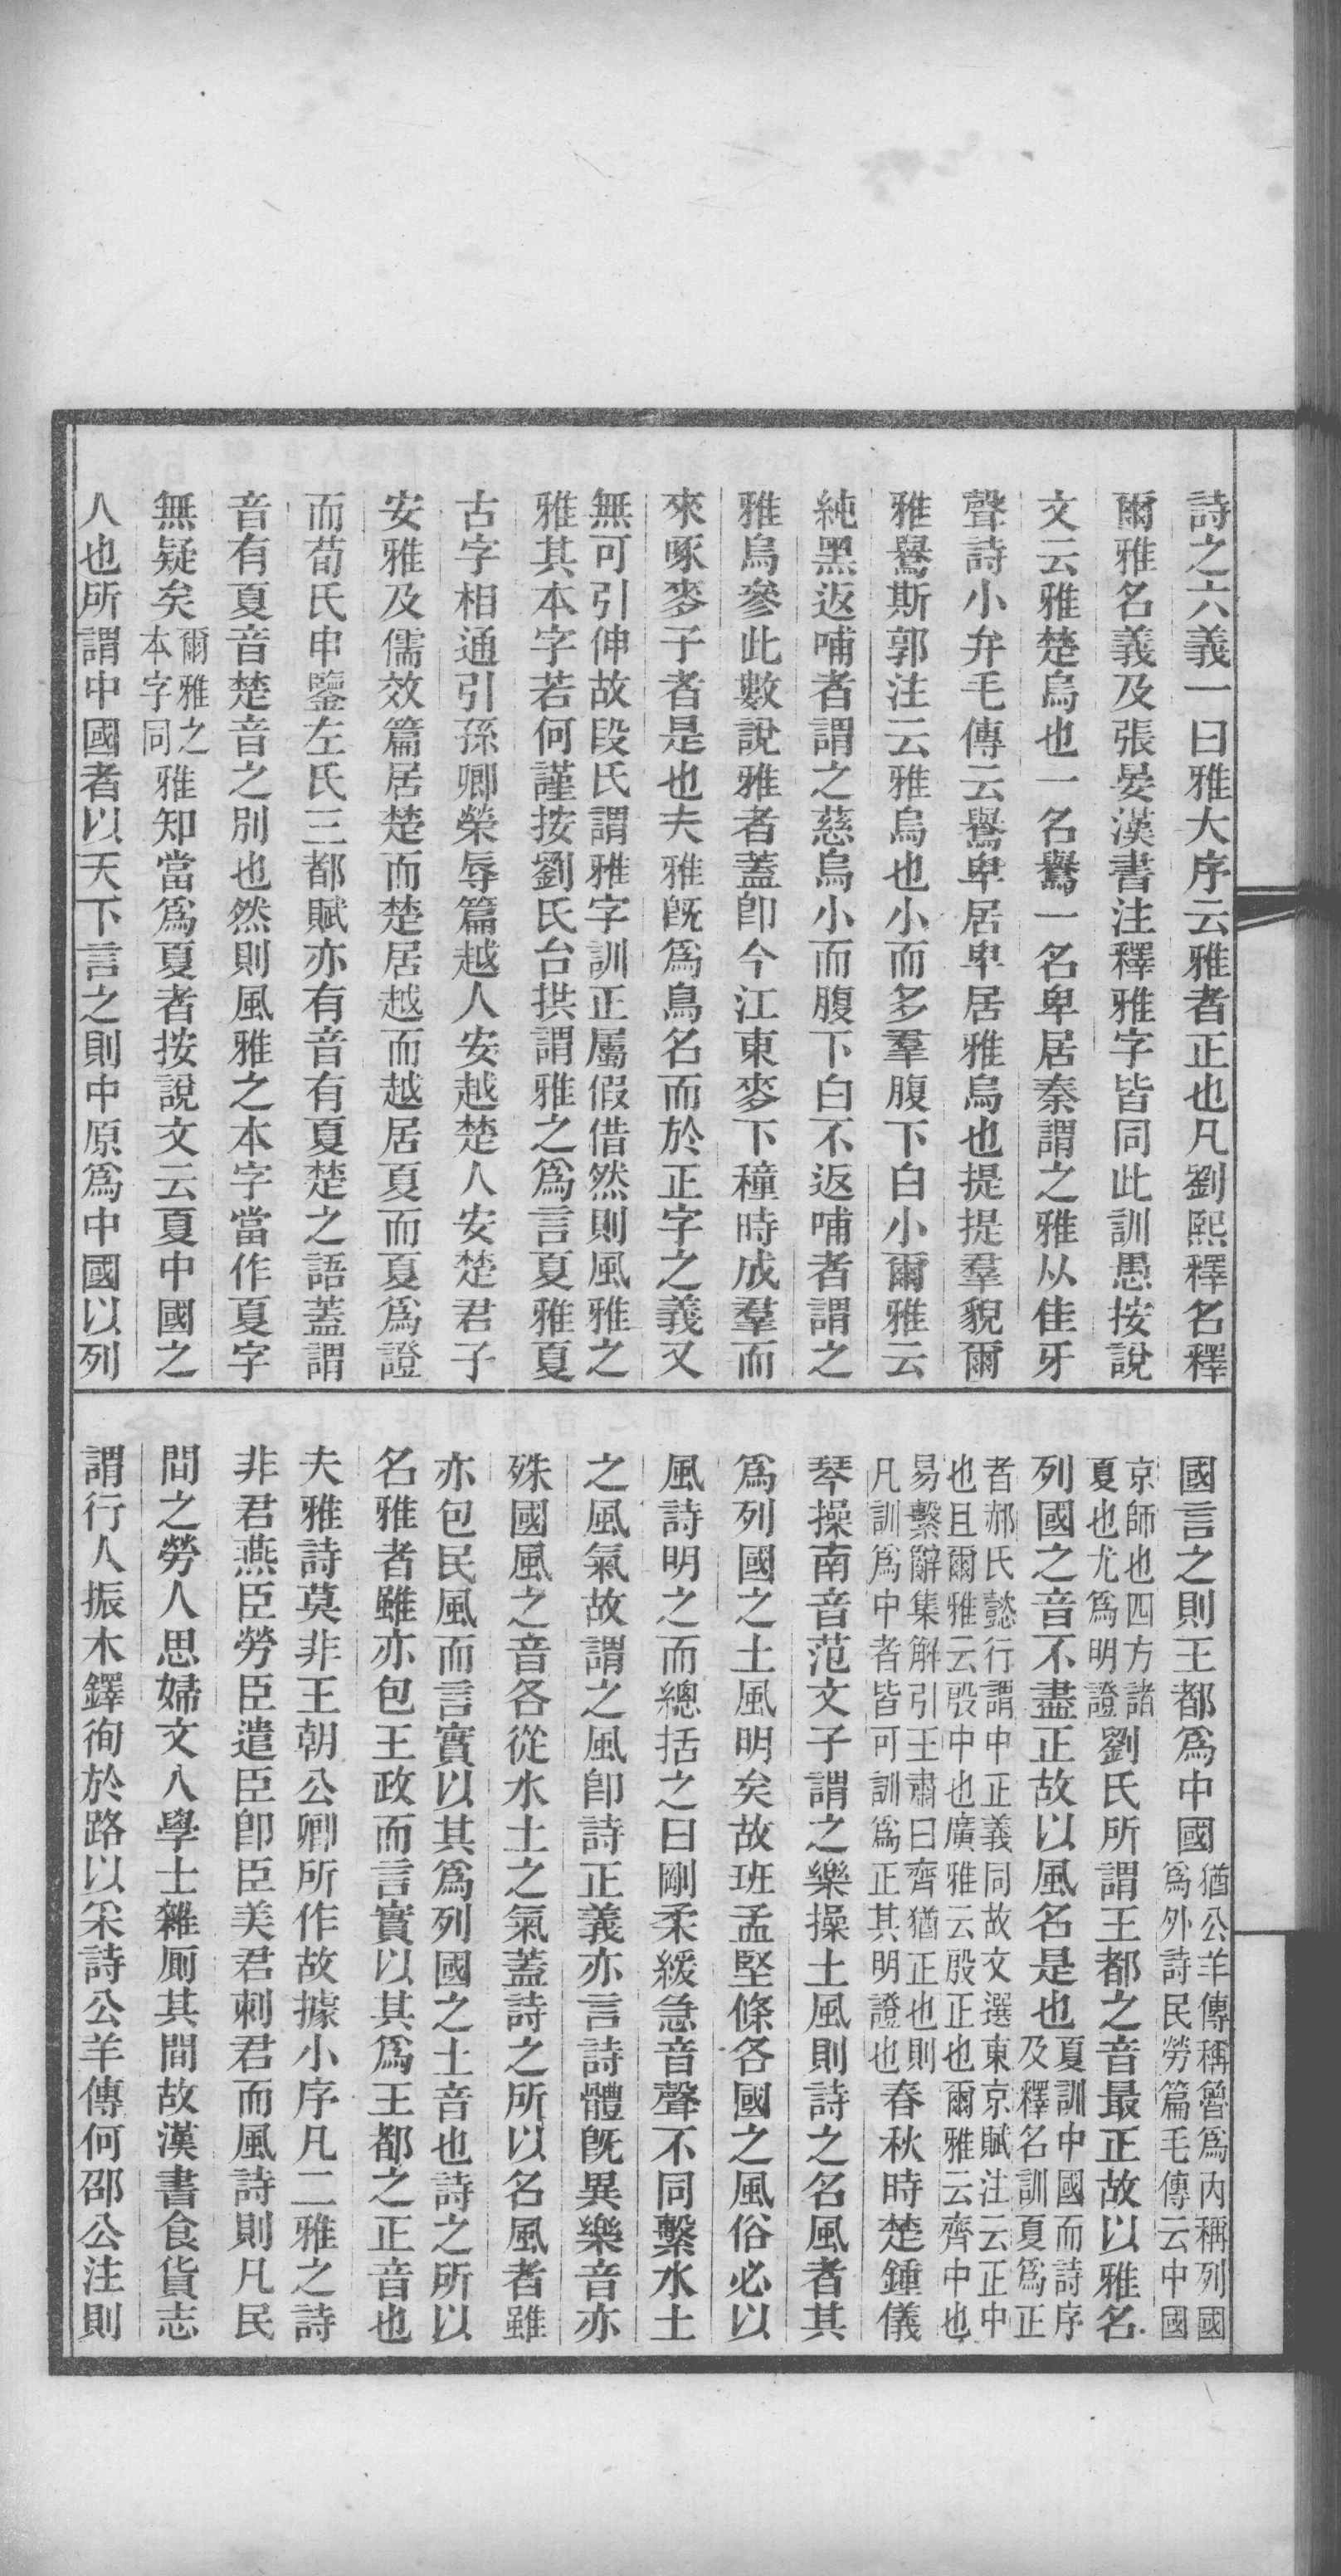 詩之六義一曰雅大序云雅者正也凡劉熙釋名釋
爾雅名義及張晏漢書注釋雅字皆同此訓愚按說
文云雅楚烏也一名鸒一名卑居秦謂之雅从隹牙
聲詩小弁毛傳云鸒卑居卑居雅烏也提提羣貌爾
雅鸒斯郭注云雅烏也小而多羣腹下白小爾雅云
純黑返哺者謂之慈烏小而腹下白不返哺者謂之
雅烏參此數說雅者蓋卽今江東麥下穜時成羣而
來啄麥子者是也夫雅旣爲鳥名而於正字之義又
無可引伸故段氏謂雅字訓正屬假借然則風雅之
雅其本字若何謹按劉氏台拱謂雅之爲言夏雅夏
古字相通引孫卿榮辱篇越人安越楚人安楚君子
安雅及儒效篇居楚而楚居越而越居夏而夏爲證
而荀氏申鑒左氏三都賦亦有音有夏楚之語蓋謂
音有夏音楚音之別也然則風雅之本字當作夏字
無疑矣爾雅之本字同雅知當爲夏者按說文云夏中國之
人也所謂中國者以天下言之則中原爲中國以列
國言之則王都爲中國猶公羊傳稱魯爲內稱列國爲外詩民勞篇毛傳云中國
京師也四方諸夏也尤爲明證劉氏所謂王都之音最正故以雅名
列國之音不盡正故以風名是也夏訓中國而詩序及釋名訓夏爲正
者郝氏懿行謂中正義同故文選東京賦注云正中也且爾雅云殷中也廣雅云殷正也爾雅云齊中也
易繫辭集解引王肅曰齊猶正也則凡訓爲中者皆可訓爲正其明證也春秋時楚鍾儀
琴操南音范文子謂之樂操土風則詩之名風者其
爲列國之土風明矣故班孟堅條各國之風俗必以
風詩明之而總括之曰剛柔緩急音聲不同繫水土
之風氣故謂之風卽詩正義亦言詩體旣異樂音亦
殊國風之音各從水土之氣蓋詩之所以名風者雖
亦包民風而言實以其爲列國之土音也詩之所以
名雅者雖亦包王政而言實以其爲王都之正音也
夫雅詩莫非王朝公卿所作故據小序凡二雅之詩
非君燕臣勞臣遣臣卽臣美君刺君而風詩則凡民
間之勞人思婦文人學士雜厠其間故漢書食貨志
謂行人振木鐸徇於路以采詩公羊傳何邵公注則